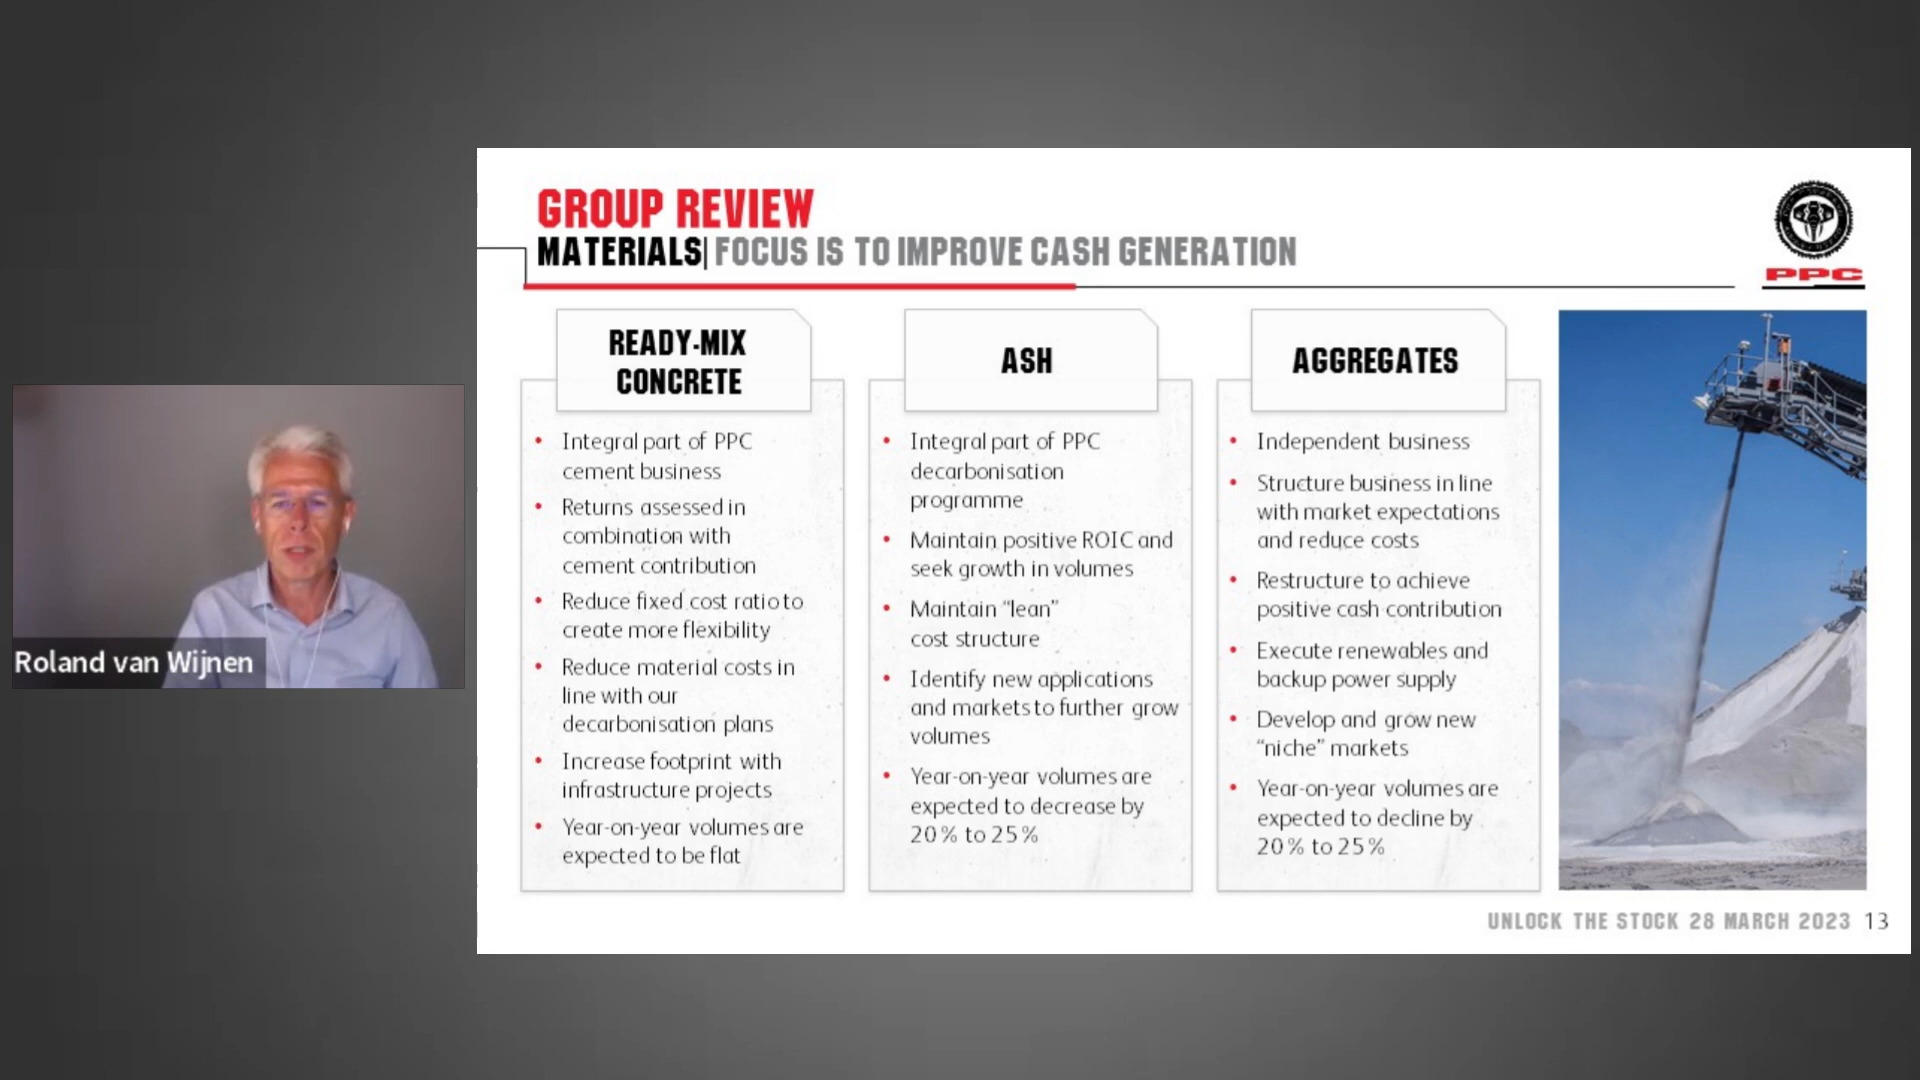 GROUP REVIEW
MATERIALS| FOCUS IS TO IMPROVE CASH GENERATION
PPC
READY-MIX
CONCRETE
• Integral part of PPC
cement business
• Returns assessed in
combination with
cement contribution
• Reduce fixed cost ratio to
create more flexibility
• Reduce material costs in
line with our
decarbonisation plans
• Increase footprint with
infrastructure projects
• Year-on-year volumes are
expected to be flat
ASH
• Integral part of PPC
decarbonisation
programme
• Maintain positive ROIC and
seek growth in volumes
• Maintain “lean”
cost structure
• Identify new applications
and markets to further grow
volumes
• Year-on-year volumes are
expected to decrease by
20% to 25%
AGGREGATES
• Independent business
• Structure business in line
with market expectations
and reduce costs
• Restructure to achieve
positive cash contribution
• Execute renewables and
backup power supply
• Develop and grow new
“niche” markets
• Year-on-year volumes are
expected to decline by
20% to 25%
Roland van Wijnen
UNLOCK THE STOCK 28 MARCH 2023 13